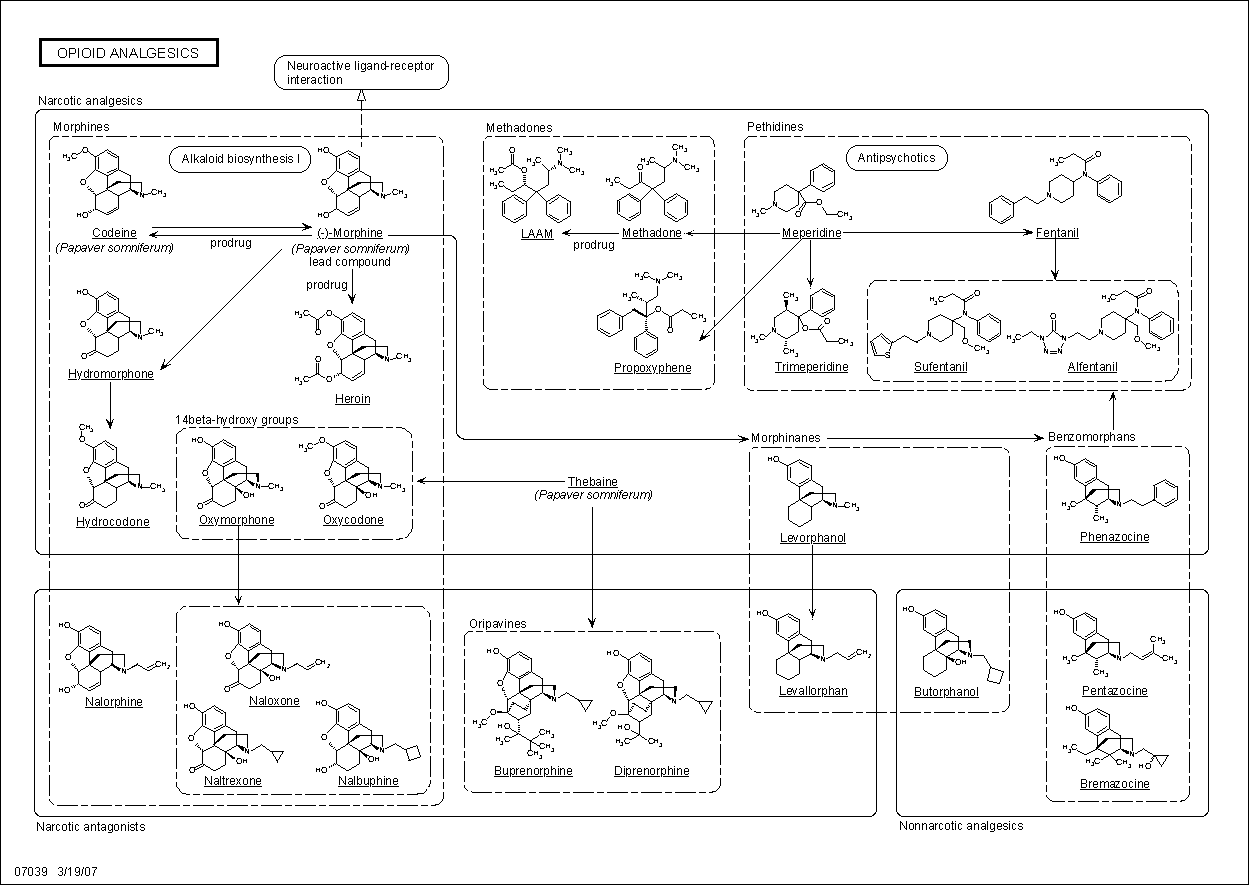 OPIOID ANALGESICS
Neuroactive ligand-receptor
interaction
Narcotic analgesics
Morphines
Methadones
Pethidines
Alkaloid biosynthesis I
Antipsychotics
Codeine
(Papaver somniferum)
prodrug
(-)-Morphine
(Papaver somniferum)
lead compound
prodrug
LAAM
prodrug
Methadone
Meperidine
Fentanil
Hydromorphone
Heroin
Propoxyphene
Trimeperidine
Sufentanil
Alfentanil
14beta-hydroxy groups
Morphinanes
Benzomorphans
Hydrocodone
Oxymorphone
Oxycodone
Thebaine
(Papaver somniferum)
Levorphanol
Phenazocine
Oripavines
Nalorphine
Naloxone
Levallorphan
Butorphanol
Pentazocine
Naltrexone
Nalbuphine
Buprenorphine
Diprenorphine
Bremazocine
Narcotic antagonists
Nonnarcotic analgesics
07039 3/19/07